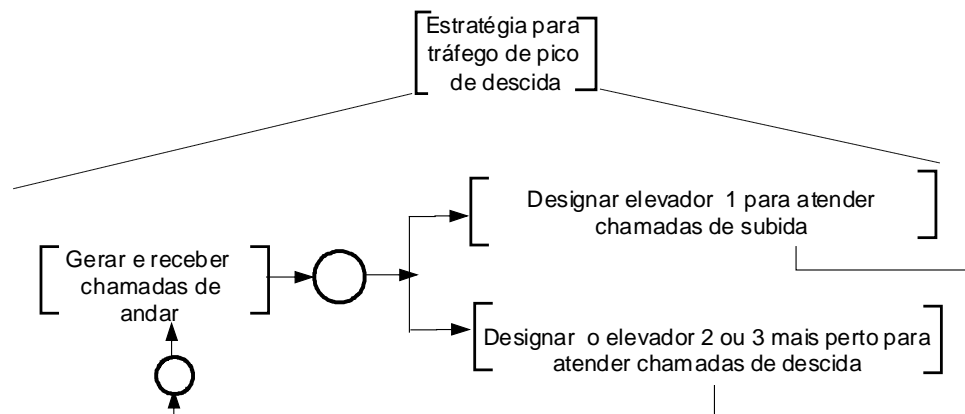 Estratégia para
tráfego de pico
de descida
Designar elevador 1 para atender
chamadas de subida
Gerar e receber
chamadas de
andar
Designar o elevador 2 ou 3 mais perto para
atender chamadas de descida